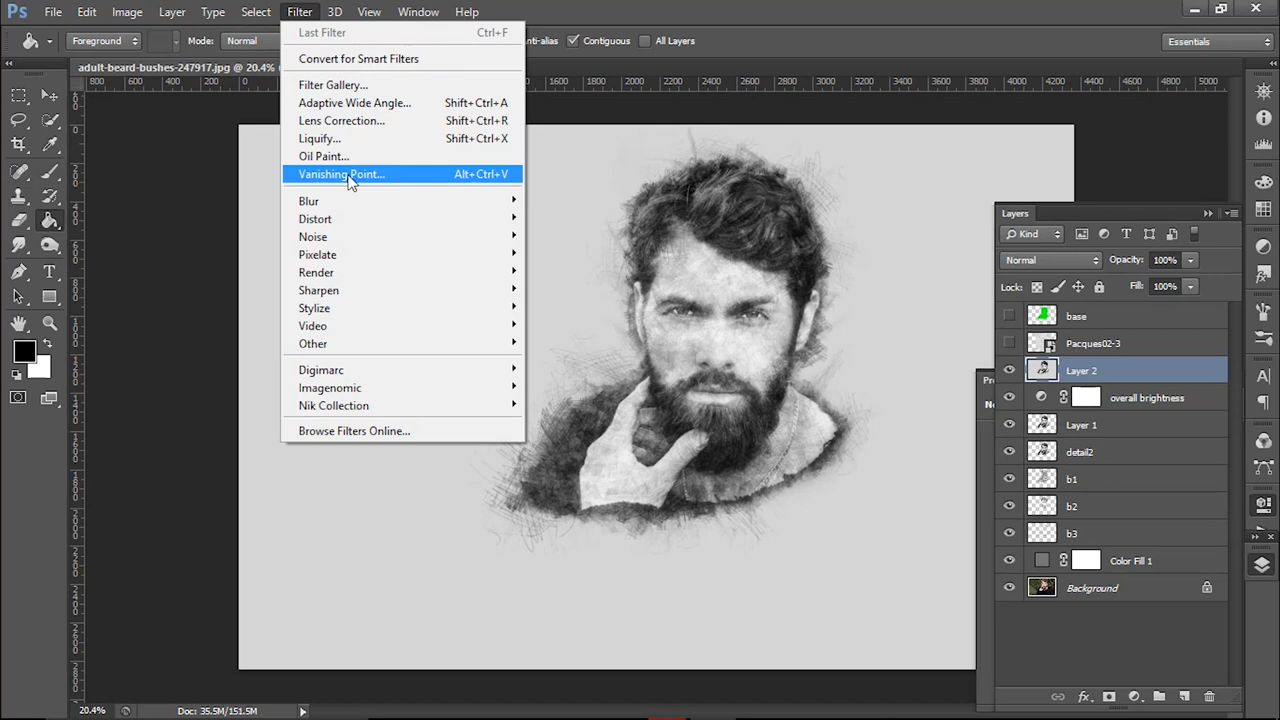 Ps File Edit Image Layer Type Select Filter 3D View Window Help
Foreground Mode: Normal Anti-alias Contiguous All Layers Essentials
adult-beard-bushes-247917.jpg @ 20.4%
Last Filter Ctrl+F
Convert for Smart Filters
Filter Gallery...
Adaptive Wide Angle... Shift+Ctrl+A
Lens Correction... Shift+Ctrl+R
Liquify... Shift+Ctrl+X
Oil Paint...
Vanishing Point... Alt+Ctrl+V
Blur
Distort
Noise
Pixelate
Render
Sharpen
Stylize
Video
Other
Digimarc
Imagenomic
Nik Collection
Browse Filters Online...
800 600 400 200 0 1600 1800 2000 2200 2400 2600 2800 3000 3200 3400 3600 3800 4000 4200 4400 4600 4800 5000
Layers
Kind
Normal Opacity: 100%
Lock: Fill: 100%
base
Pacques02-3
Layer 2
overall brightness
Layer 1
detail2
b1
b2
b3
Color Fill 1
Background
20.4% Doc: 35.5M/151.5M